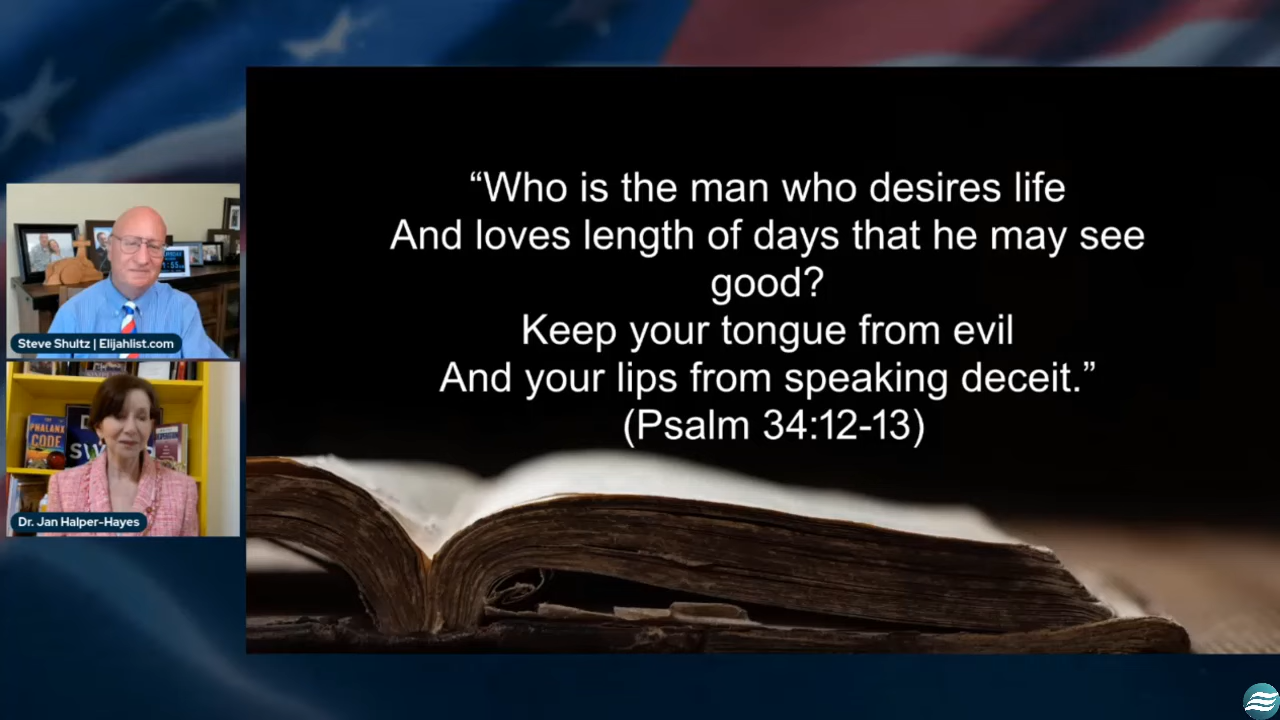 “Who is the man who desires life
And loves length of days that he may see
good?
Keep your tongue from evil
And your lips from speaking deceit.”
(Psalm 34:12-13)
Steve Shultz | Elijahlist.com
PHALANX
CODE
Dr. Jan Halper-Hayes